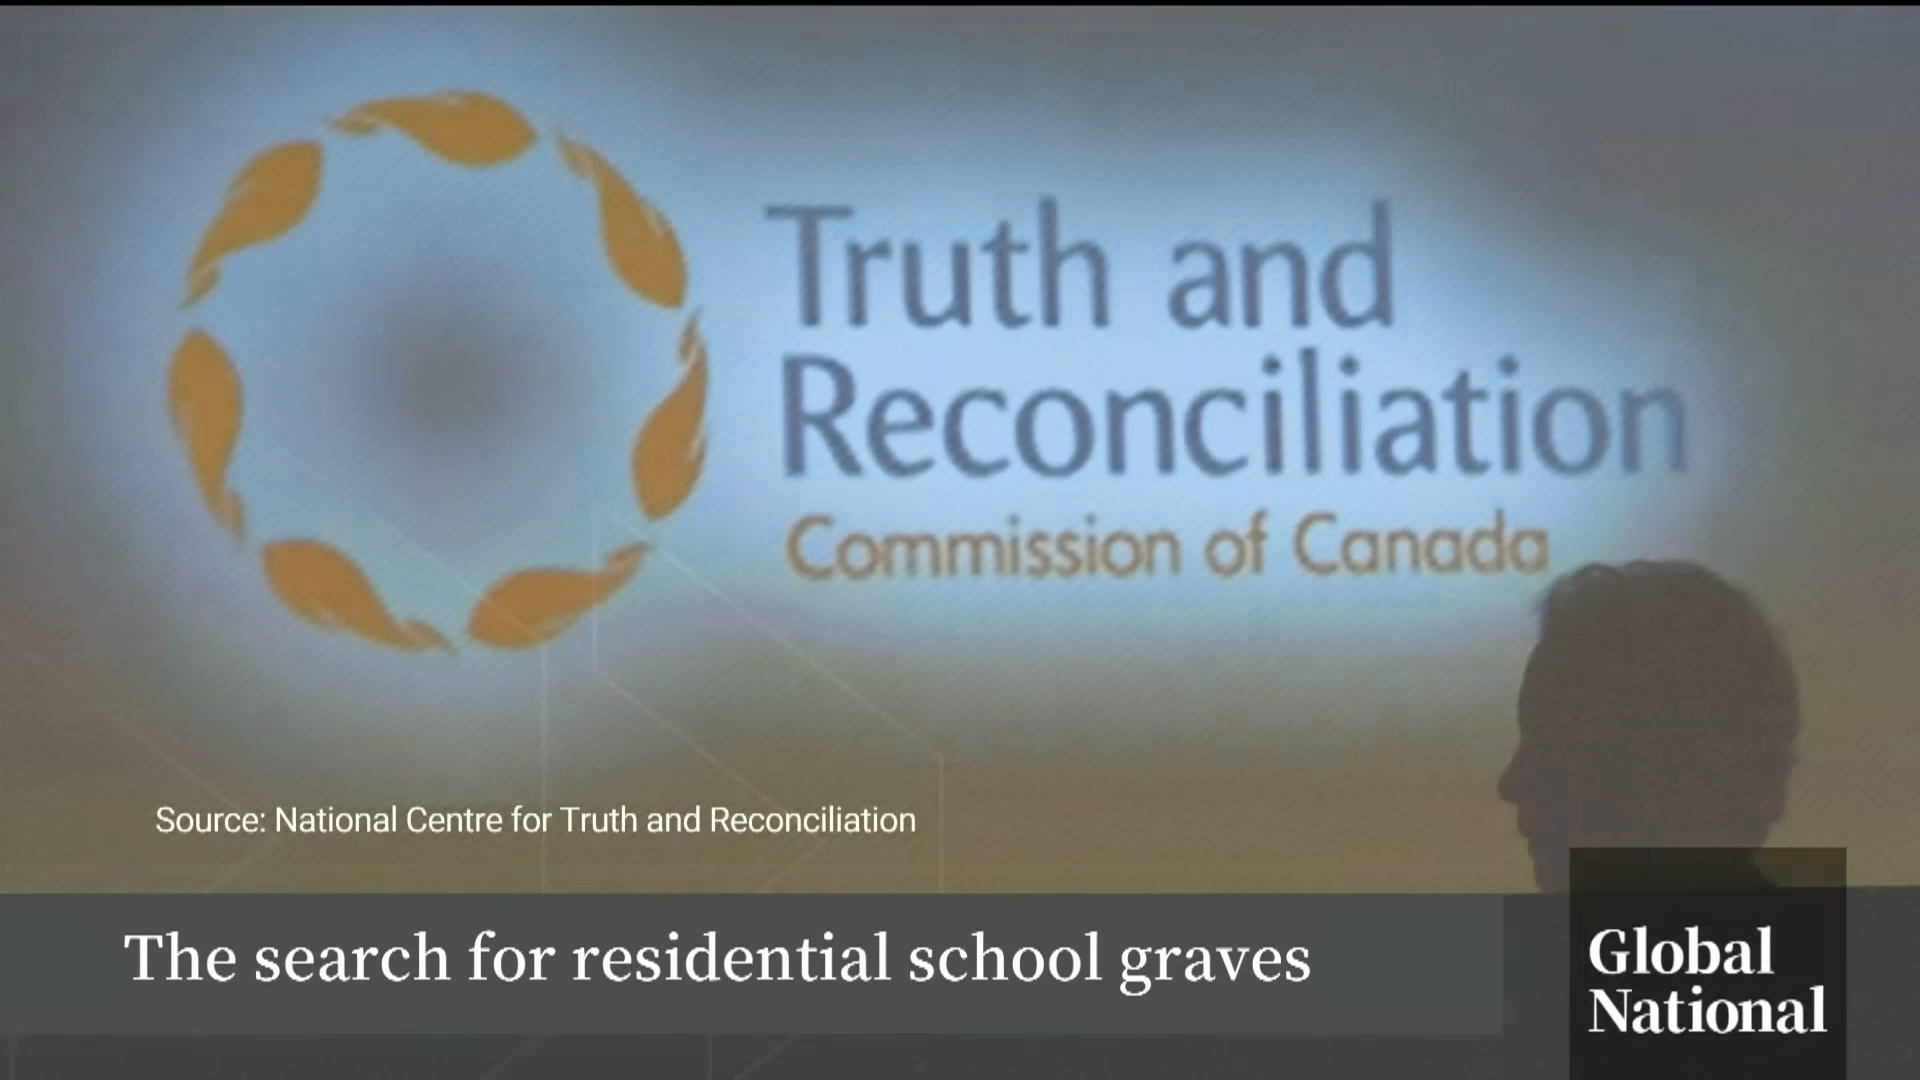 Truth and
Reconciliation
Commission of Canada
Source: National Centre for Truth and Reconciliation
The search for residential school graves
Global
National